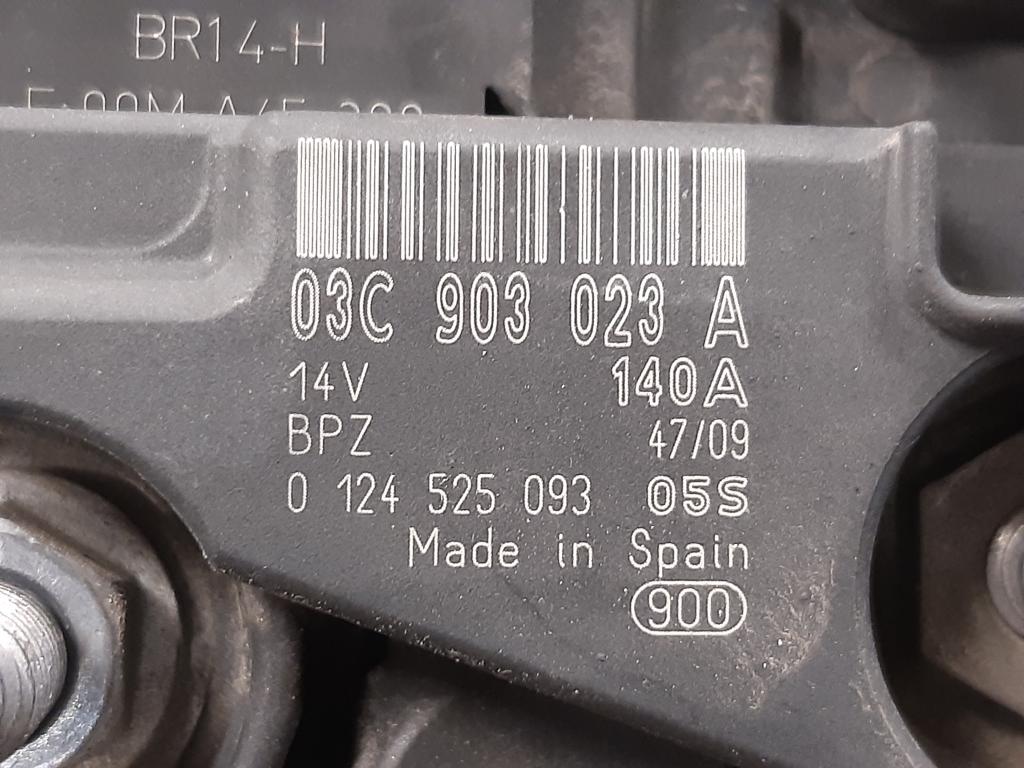 BR14-H
03C 903 023 A
14V 140A
BPZ 47/09
0 124 525 093 05S
Made in Spain
900